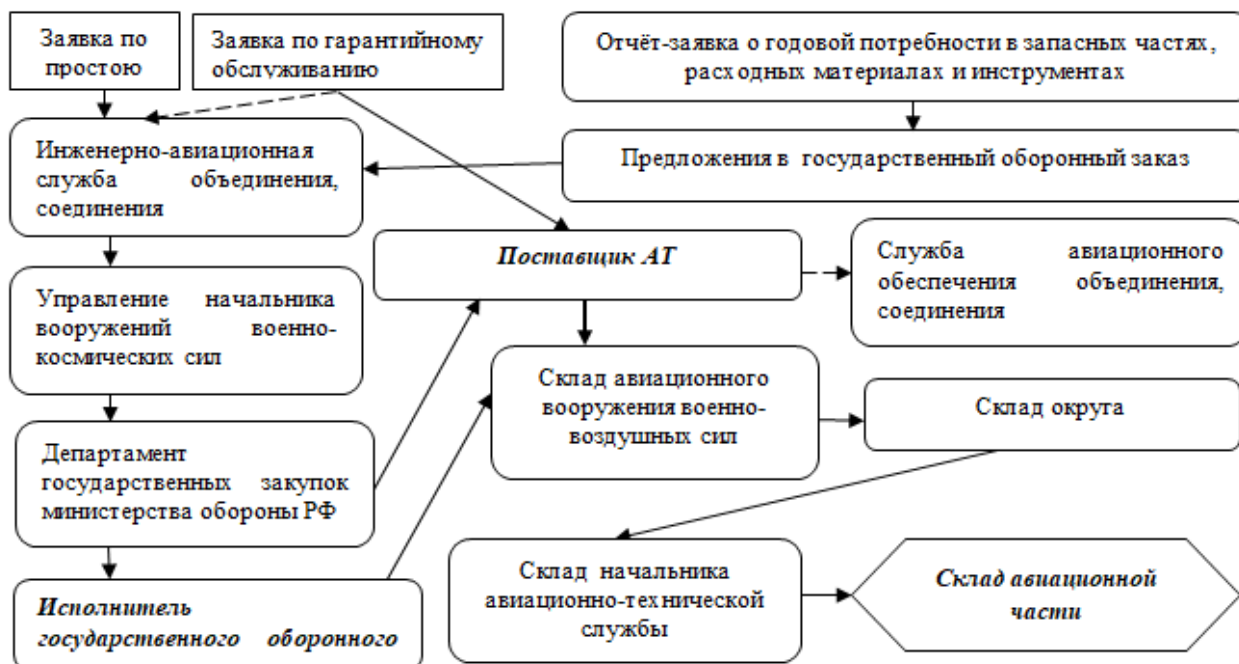 Заявка по
простою
Заявка по гарантийному
обслуживанию
Отчёт-заявка о годовой потребности в запасных частях,
расходных материалах и инструментах
Инженерно-авиационная
служба объединения,
соединения
Предложения в государственный оборонный заказ
Поставщик АТ
Служба авиационного
обеспечения объединения,
соединения
Управление начальника
вооружений военно-
космических сил
Склад авиационного
вооружения военно-
воздушных сил
Склад округа
Департамент
государственных закупок
министерства обороны РФ
Склад начальника
авиационно-технической
службы
Склад авиационной
части
Исполнитель
государственного оборонного